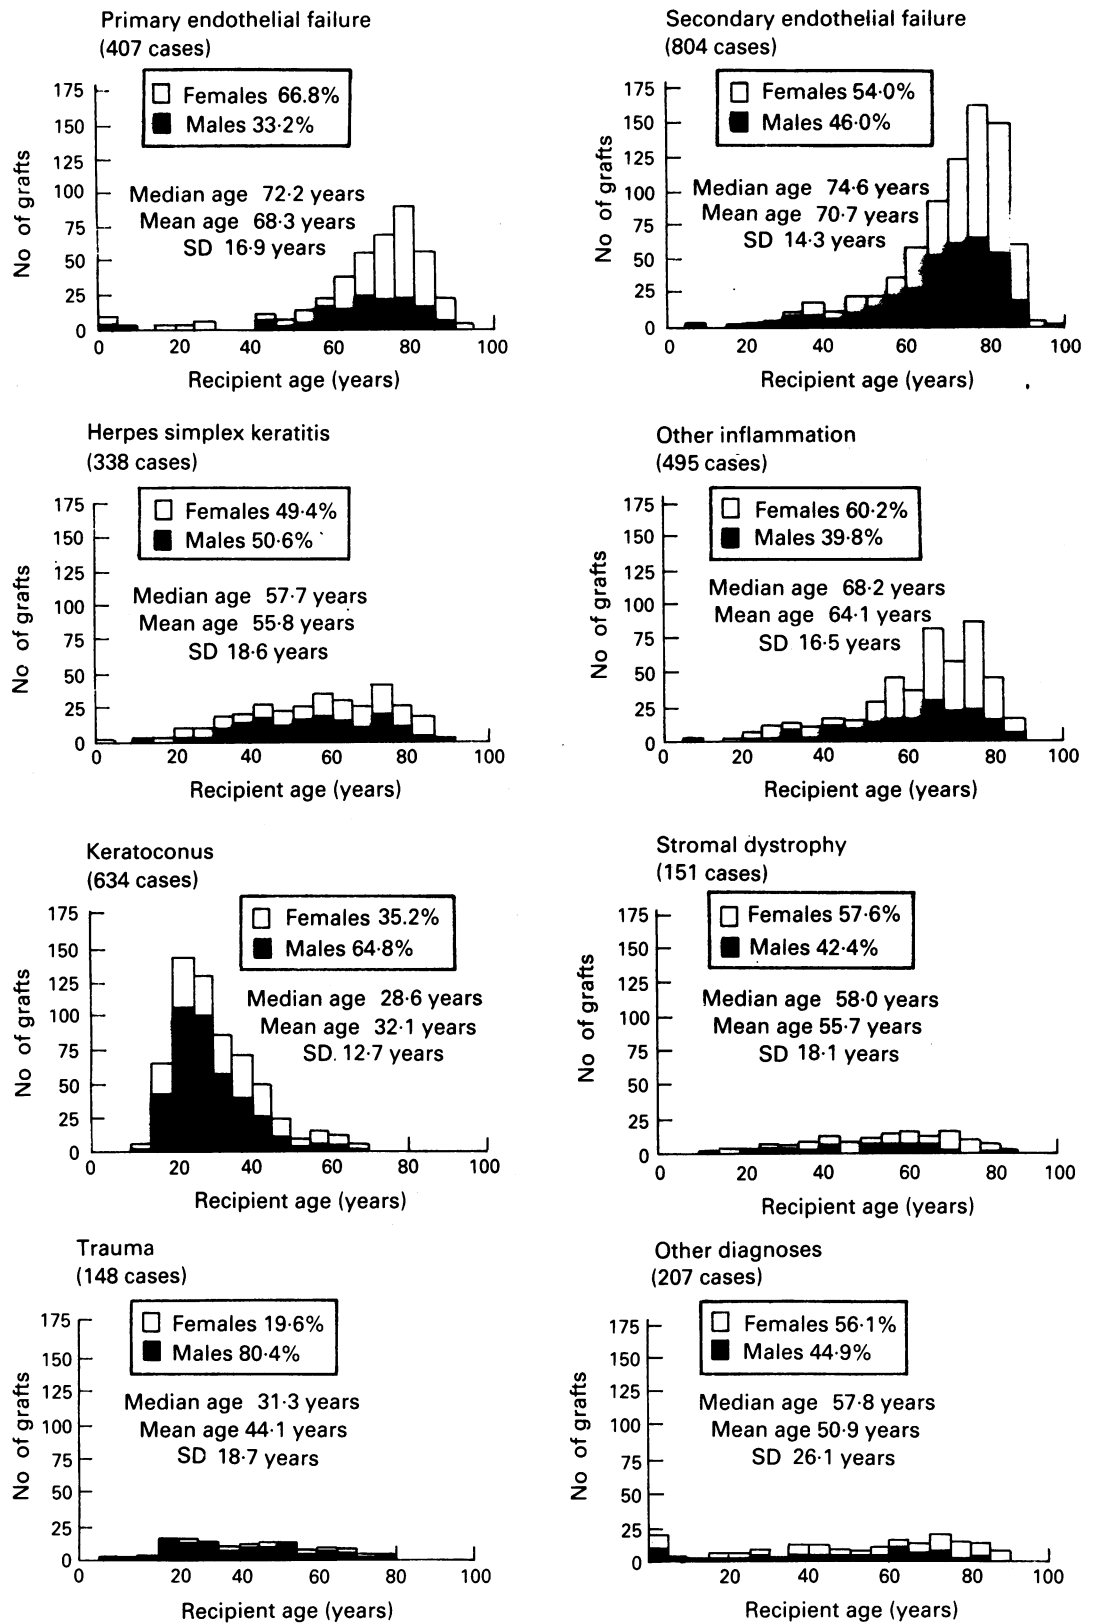 Primary endothelial failure
(407 cases)
Females 66.8%
Males 33·2%
Median age 72·2 years
Mean age 68·3 years
SD 16·9 years
No of grafts
175
150
125
100
75
50
25
0
0 20 40 60 80 100
Recipient age (years)
Secondary endothelial failure
(804 cases)
Females 54·0%
Males 46·0%
Median age 74·6 years
Mean age 70·7 years
SD 14·3 years
No of grafts
175
150
125
100
75
50
25
0
0 20 40 60 80 100
Recipient age (years)
Herpes simplex keratitis
(338 cases)
Females 49·4%
Males 50·6%
Median age 57·7 years
Mean age 55·8 years
SD 18·6 years
No of grafts
175
150
125
100
75
50
25
0
0 20 40 60 80 100
Recipient age (years)
Other inflammation
(495 cases)
Females 60·2%
Males 39·8%
Median age 68·2 years
Mean age 64·1 years
SD 16·5 years
No of grafts
175
150
125
100
75
50
25
0
0 20 40 60 80 100
Recipient age (years)
Keratoconus
(634 cases)
Females 35.2%
Males 64·8%
Median age 28·6 years
Mean age 32·1 years
SD. 12·7 years
No of grafts
175
150
125
100
75
50
25
0
0 20 40 60 80 100
Recipient age (years)
Stromal dystrophy
(151 cases)
Females 57·6%
Males 42·4%
Median age 58·0 years
Mean age 55·7 years
SD 18·1 years
No of grafts
175
150
125
100
75
50
25
0
0 20 40 60 80 100
Recipient age (years)
Trauma
(148 cases)
Females 19·6%
Males 80·4%
Median age 31·3 years
Mean age 44·1 years
SD 18·7 years
No of grafts
175
150
125
100
75
50
25
0
20 40 60 80 100
Recipient age (years)
Other diagnoses
(207 cases)
Females 56·1%
Males 44·9%
Median age 57·8 years
Mean age 50·9 years
SD 26·1 years
No of grafts
175
150
125
100
75
50
25
0
0 20 40 60 80 100
Recipient age (years)